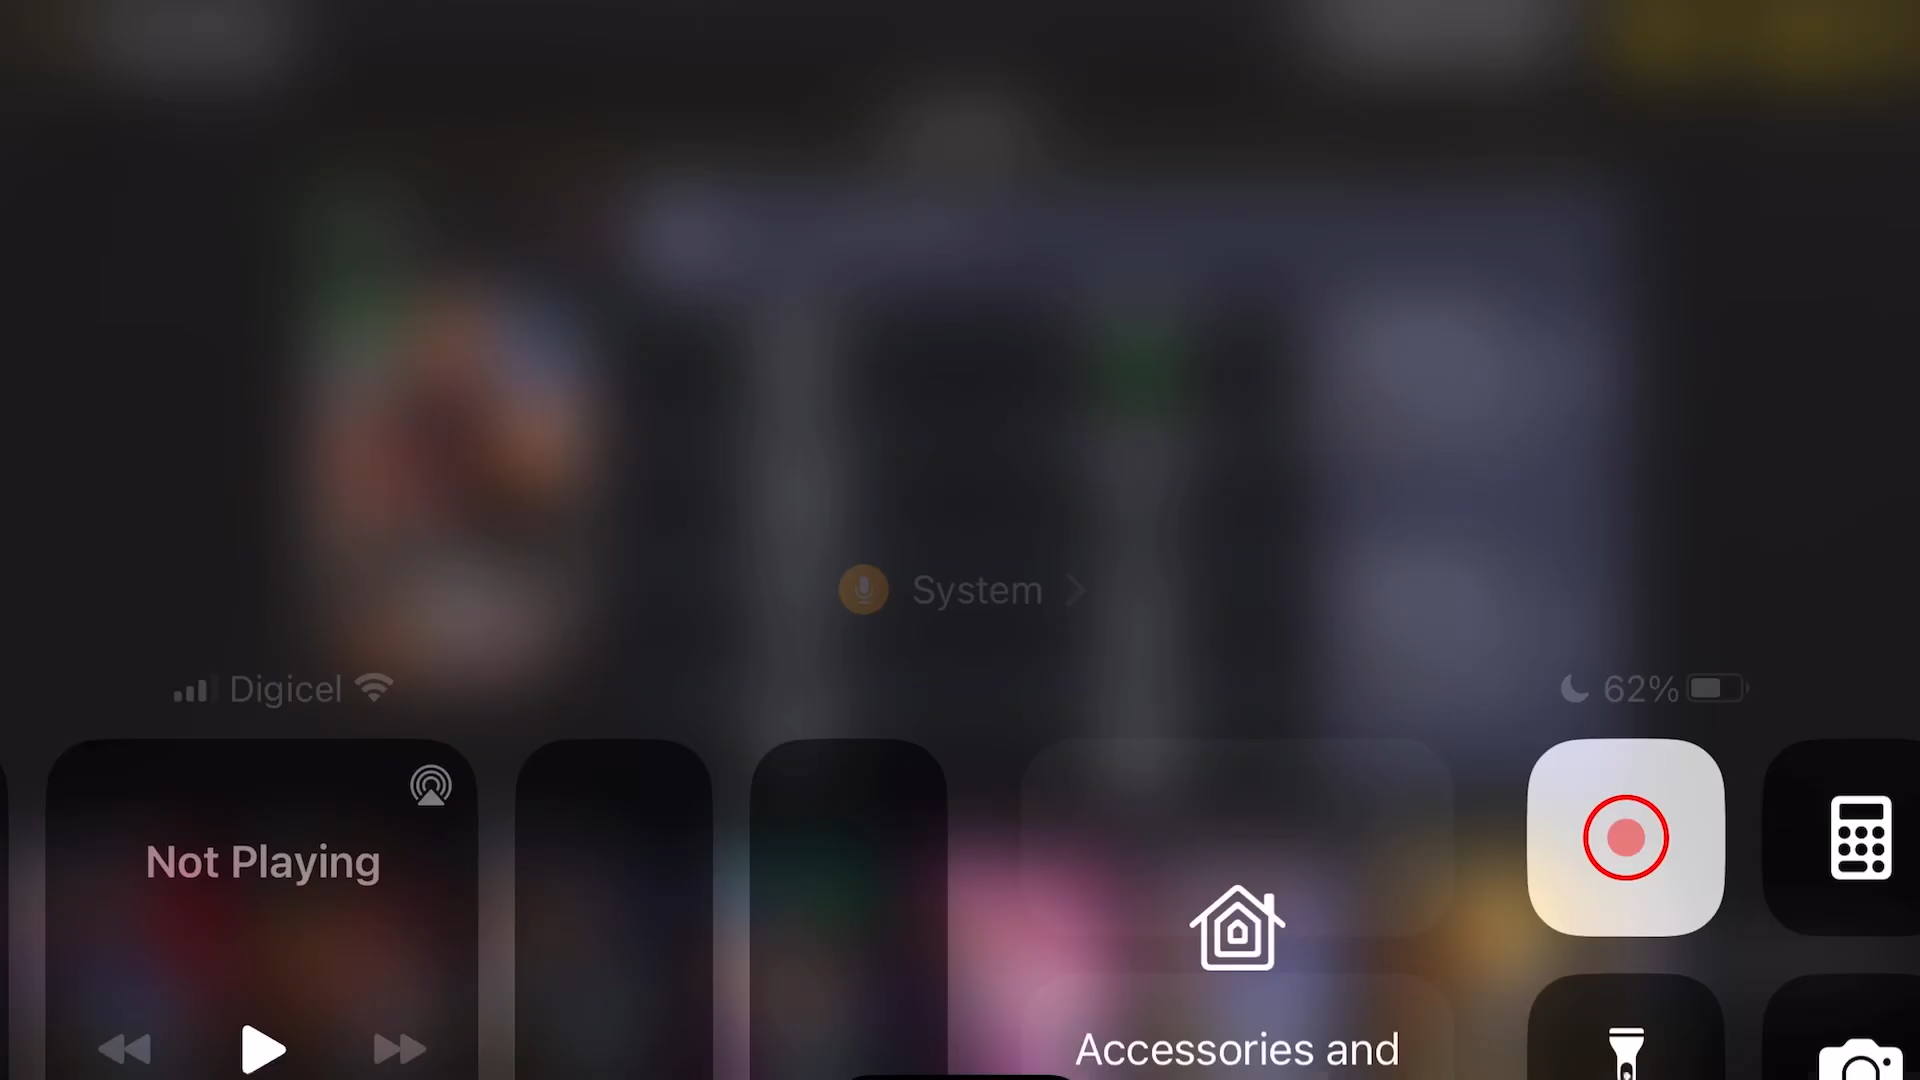 System
Digicel
62%
Not Playing
Accessories and